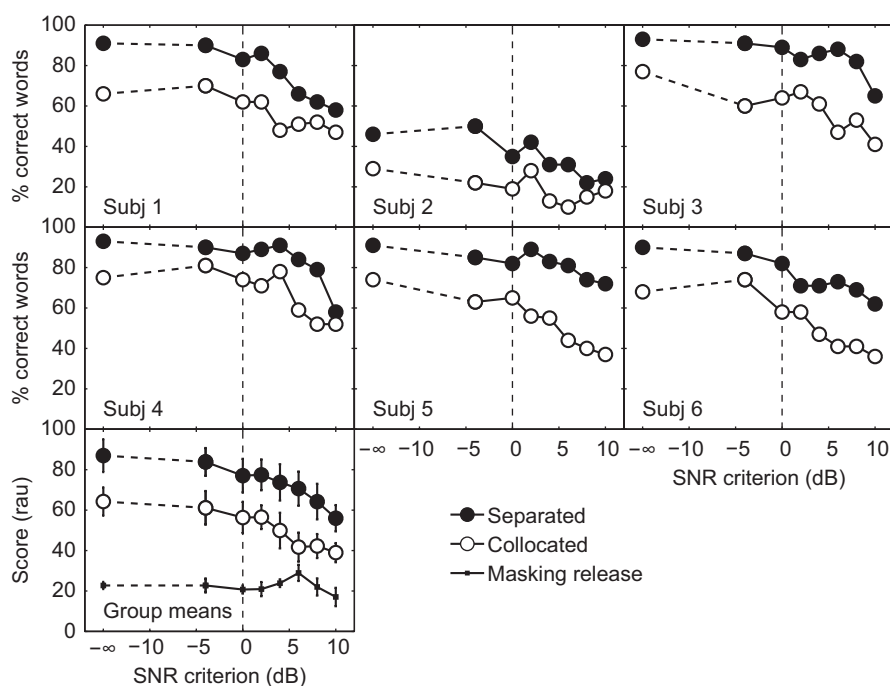 100
80
60
40
20
% correct words
Subj 1
Subj 2
Subj 3
100
80
60
40
20
% correct words
Subj 4
Subj 5
Subj 6
100
80
60
40
20
0
Score (rau)
Group means
−∞ −10 −5 0 5 10
SNR criterion (dB)
−∞ −10 −5 0 5 10
−∞ −10 −5 0 5 10
SNR criterion (dB)
Separated
Collocated
Masking release